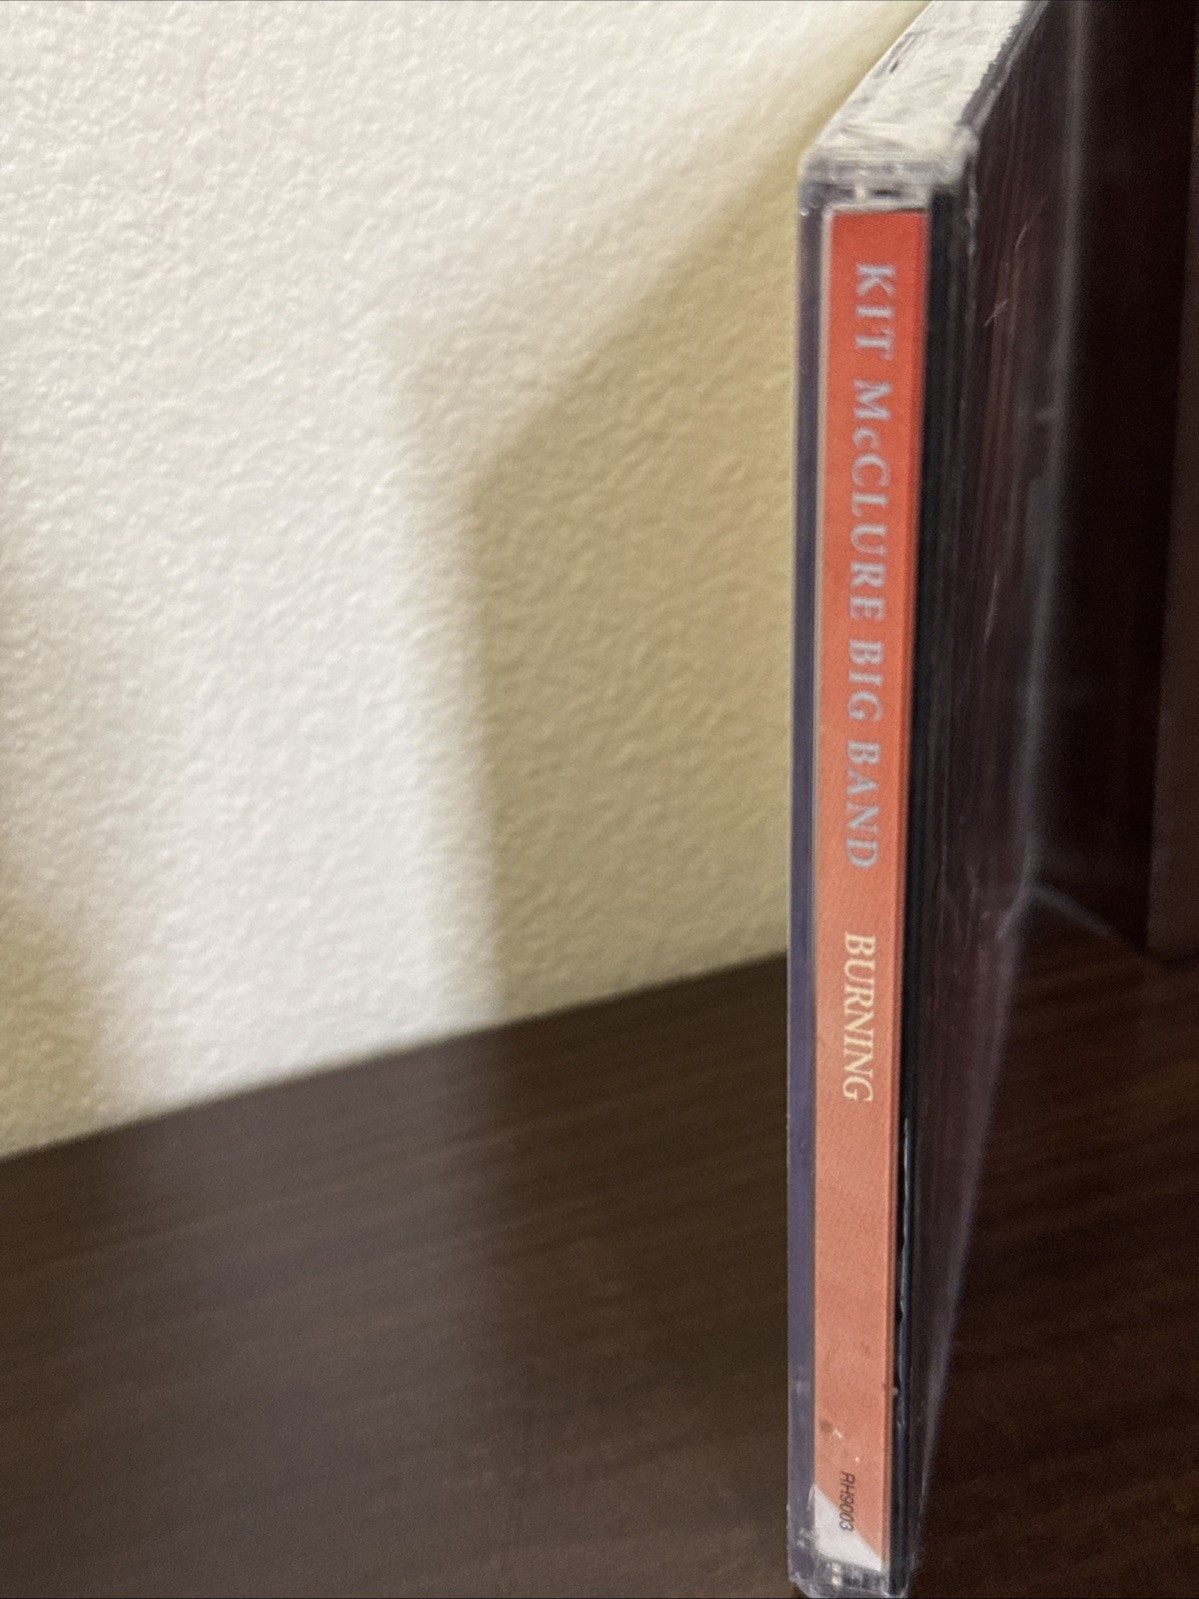 KIT McCLURE BIG BAND BURNING RH9003